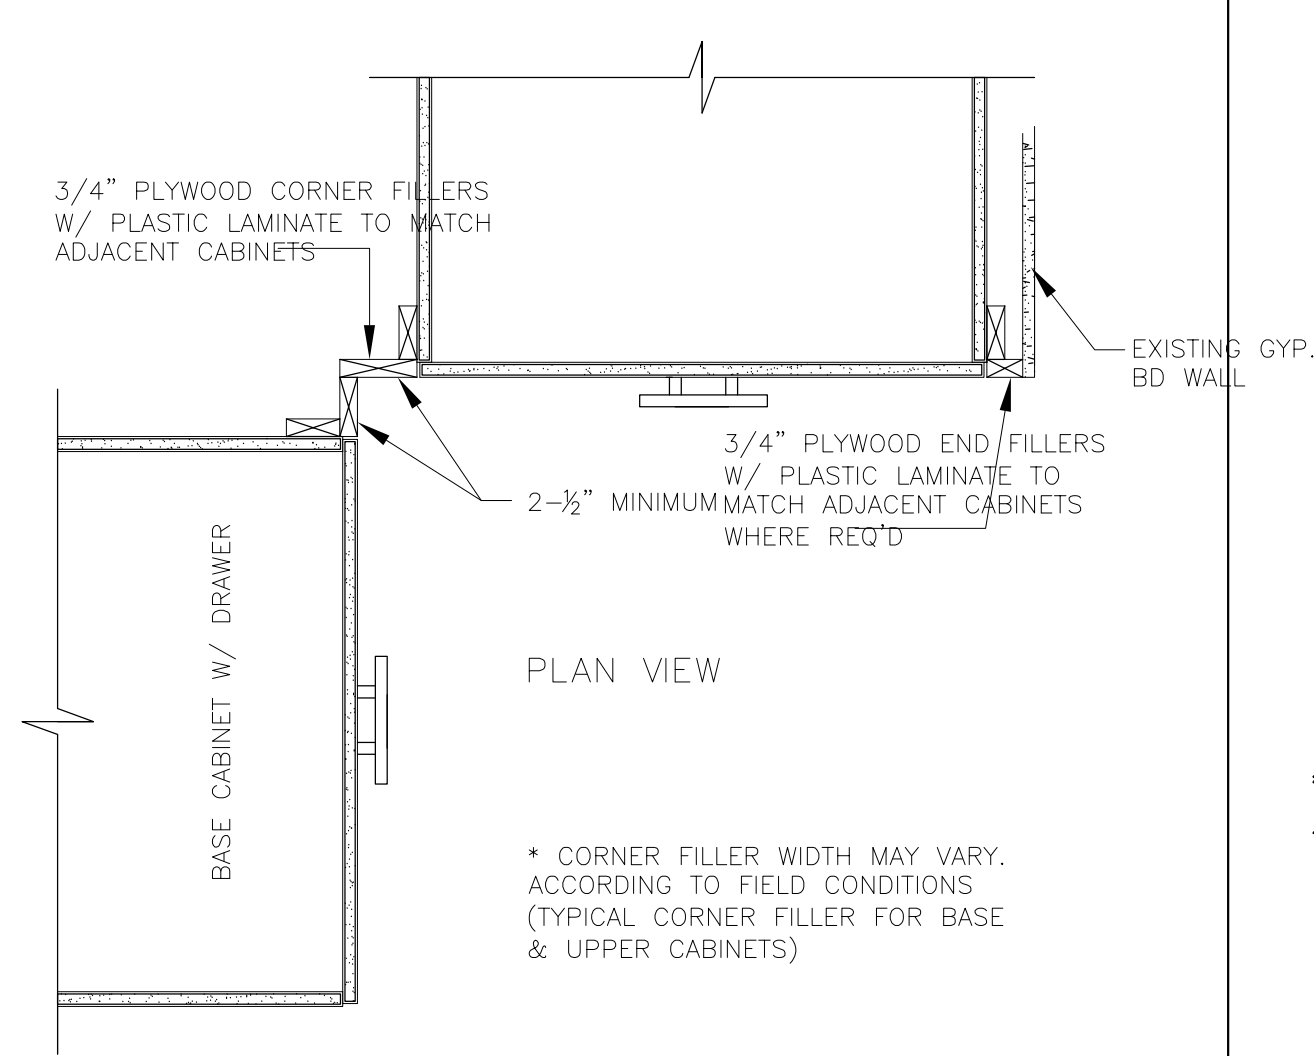 3/4" PLYWOOD CORNER FILLERS
W/ PLASTIC LAMINATE TO MATCH
ADJACENT CABINETS
EXISTING GYP.
BD WALL
3/4" PLYWOOD END FILLERS
W/ PLASTIC LAMINATE TO
MATCH ADJACENT CABINETS
WHERE REQ'D
2-½" MINIMUM
BASE CABINET W/ DRAWER
PLAN VIEW
* CORNER FILLER WIDTH MAY VARY.
ACCORDING TO FIELD CONDITIONS
(TYPICAL CORNER FILLER FOR BASE
& UPPER CABINETS)